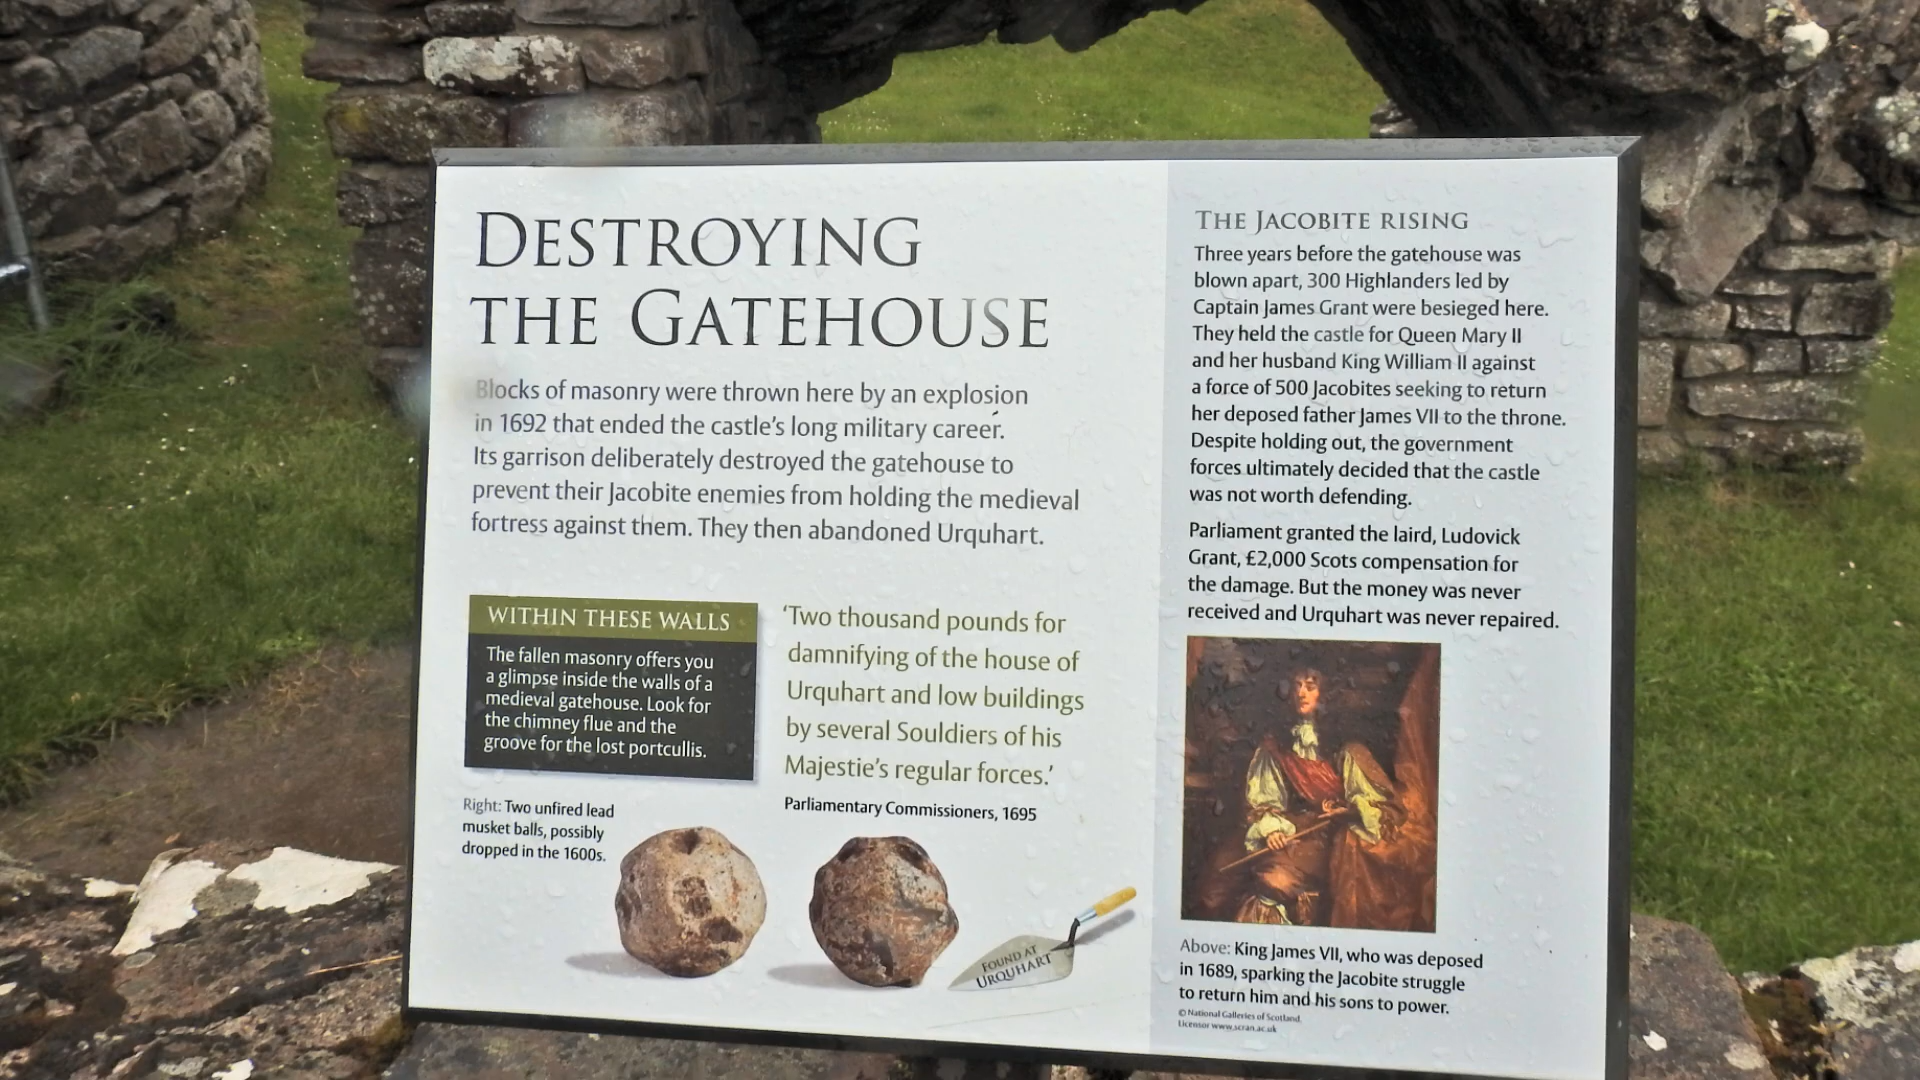 DESTROYING
THE GATEHOUSE
Blocks of masonry were thrown here by an explosion
in 1692 that ended the castle's long military career.
Its garrison deliberately destroyed the gatehouse to
prevent their Jacobite enemies from holding the medieval
fortress against them. They then abandoned Urquhart.
WITHIN THESE WALLS
The fallen masonry offers you
a glimpse inside the walls of a
medieval gatehouse. Look for
the chimney flue and the
groove for the lost portcullis.
'Two thousand pounds for
damnifying of the house of
Urquhart and low buildings
by several Souldiers of his
Majestie's regular forces.'
Parliamentary Commissioners, 1695
Right: Two unfired lead
musket balls, possibly
dropped in the 1600s.
FOUND AT
URQUHART
THE JACOBITE RISING
Three years before the gatehouse was
blown apart, 300 Highlanders led by
Captain James Grant were besieged here.
They held the castle for Queen Mary II
and her husband King William II against
a force of 500 Jacobites seeking to return
her deposed father James VII to the throne.
Despite holding out, the government
forces ultimately decided that the castle
was not worth defending.
Parliament granted the laird, Ludovick
Grant, £2,000 Scots compensation for
the damage. But the money was never
received and Urquhart was never repaired.
Above: King James VII, who was deposed
in 1689, sparking the Jacobite struggle
to return him and his sons to power.
© National Galleries of Scotland.
Licensor www.scran.ac.uk